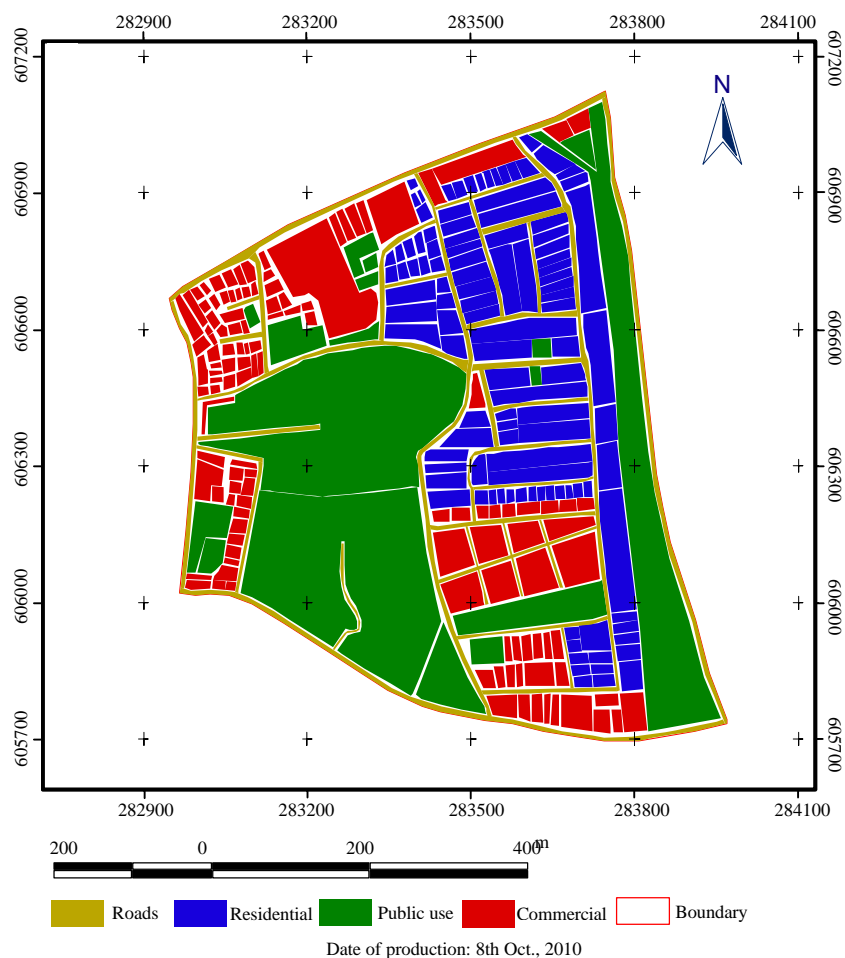 282900 283200 283500 283800 284100
607200 607200
N
606900 606900
606600 606600
606300 606300
606000 606000
605700 605700
282900 283200 283500 283800 284100
200 0 200 400 m
Roads Residential Public use Commercial Boundary
Date of production: 8th Oct., 2010